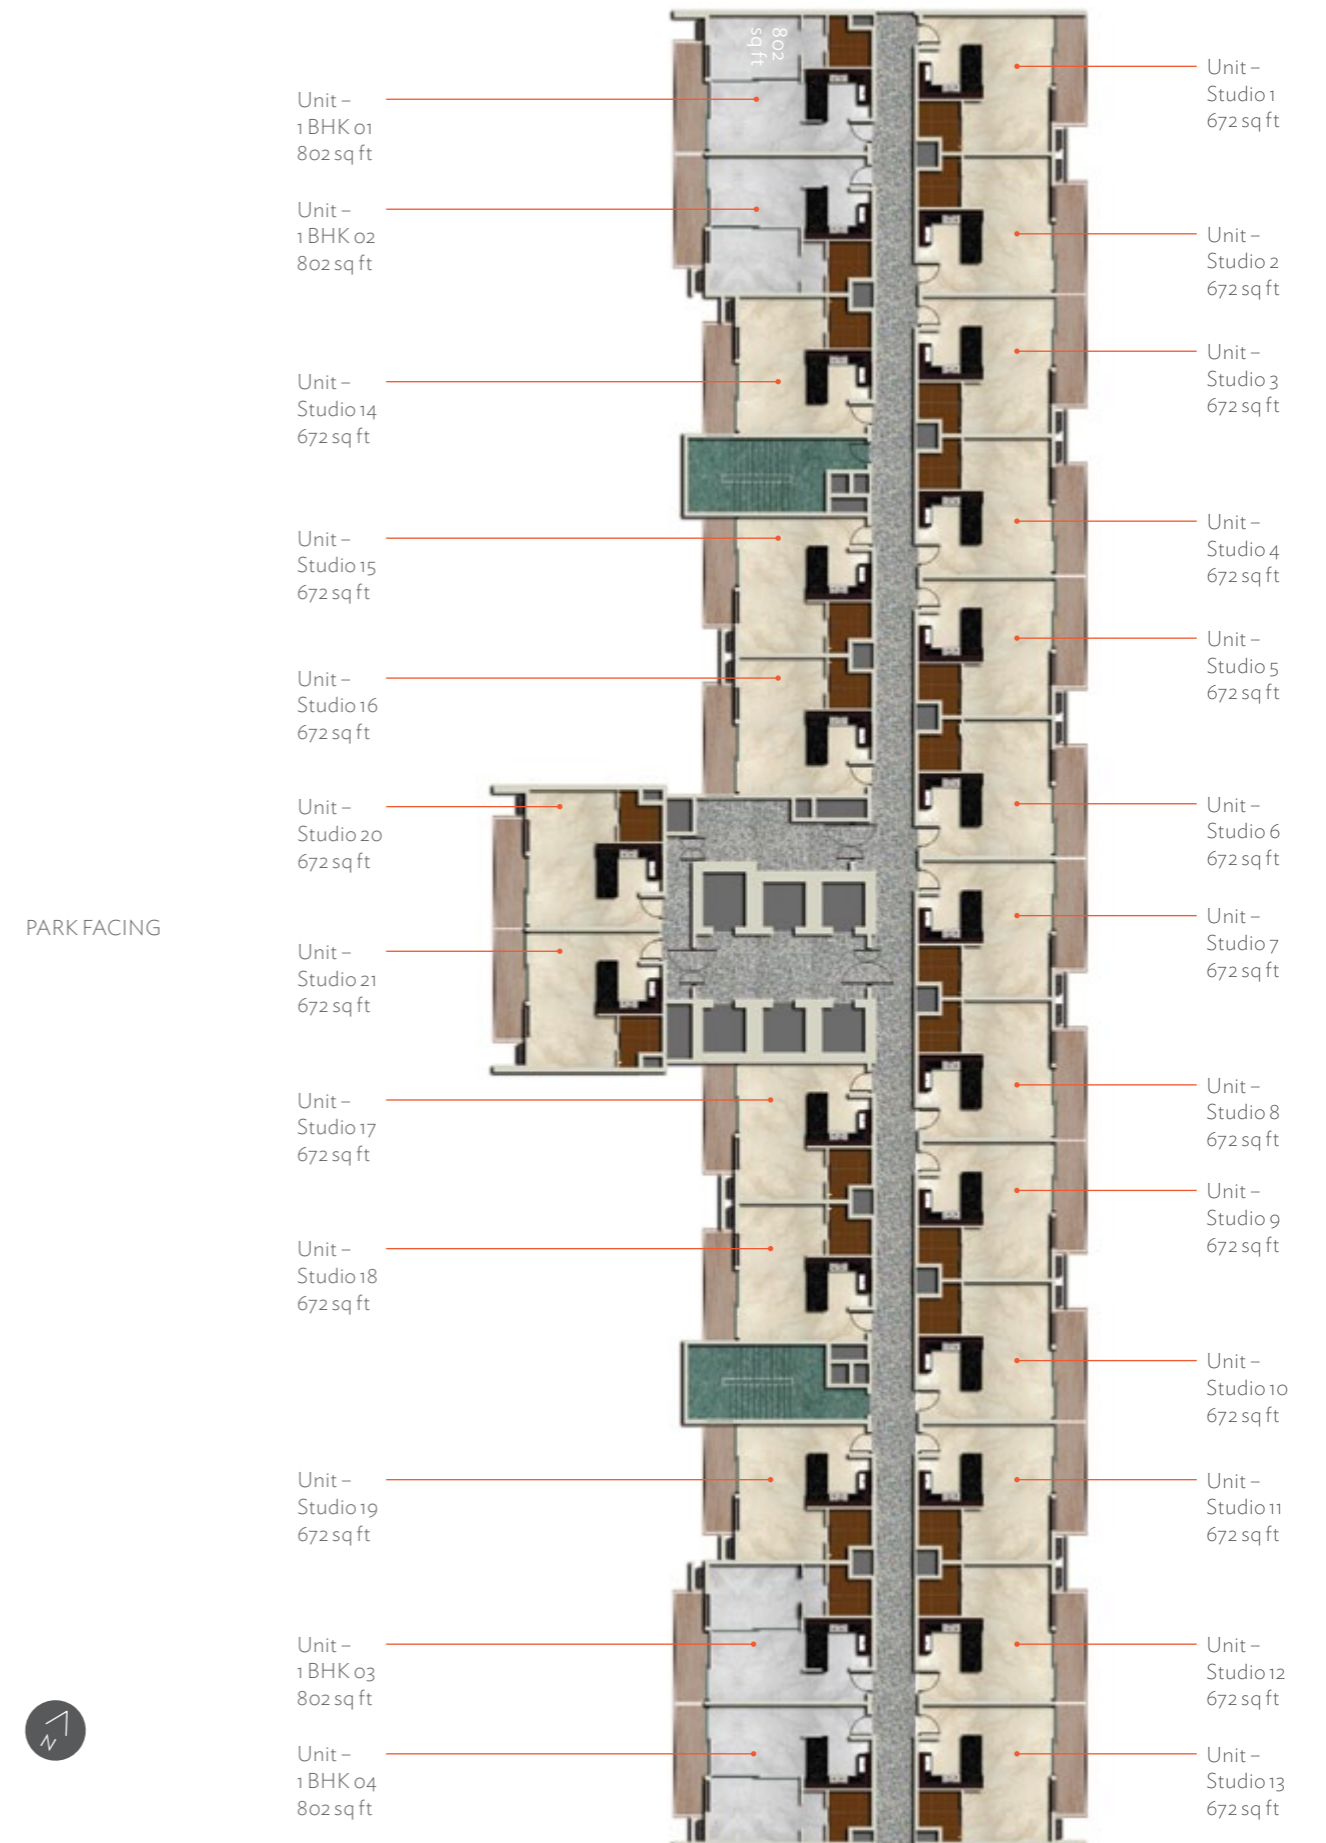 802
sq ft
Unit –
1 BHK 01
802 sq ft
Unit –
1 BHK 02
802 sq ft
Unit –
Studio 14
672 sq ft
Unit –
Studio 15
672 sq ft
Unit –
Studio 16
672 sq ft
Unit –
Studio 20
672 sq ft
PARK FACING
Unit –
Studio 21
672 sq ft
Unit –
Studio 17
672 sq ft
Unit –
Studio 18
672 sq ft
Unit –
Studio 19
672 sq ft
Unit –
1 BHK 03
802 sq ft
N
Unit –
1 BHK 04
802 sq ft
Unit –
Studio 1
672 sq ft
Unit –
Studio 2
672 sq ft
Unit –
Studio 3
672 sq ft
Unit –
Studio 4
672 sq ft
Unit –
Studio 5
672 sq ft
Unit –
Studio 6
672 sq ft
Unit –
Studio 7
672 sq ft
Unit –
Studio 8
672 sq ft
Unit –
Studio 9
672 sq ft
Unit –
Studio 10
672 sq ft
Unit –
Studio 11
672 sq ft
Unit –
Studio 12
672 sq ft
Unit –
Studio 13
672 sq ft